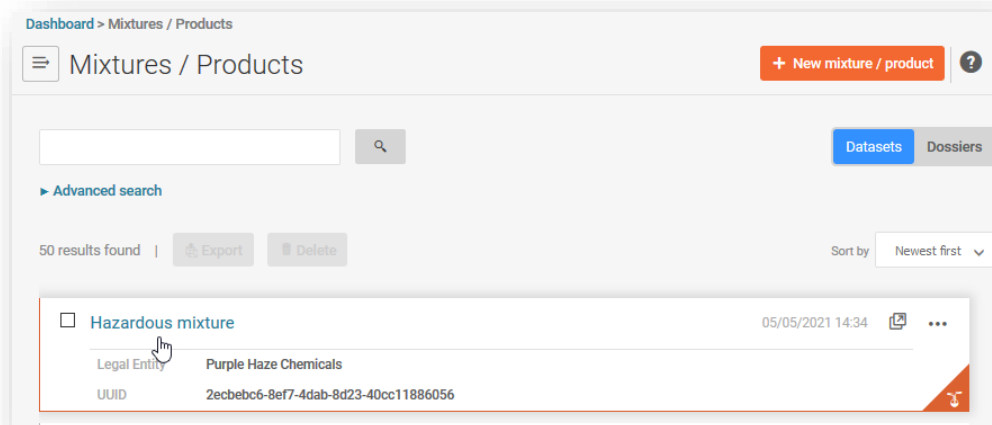 Dashboard > Mixtures / Products
Mixtures / Products
+ New mixture / product
?
Datasets
Dossiers
▸ Advanced search
50 results found |
Export
Delete
Sort by
Newest first
Hazardous mixture
05/05/2021 14:34
Legal Entity
Purple Haze Chemicals
UUID
2ecbebc6-8ef7-4dab-8d23-40cc11886056